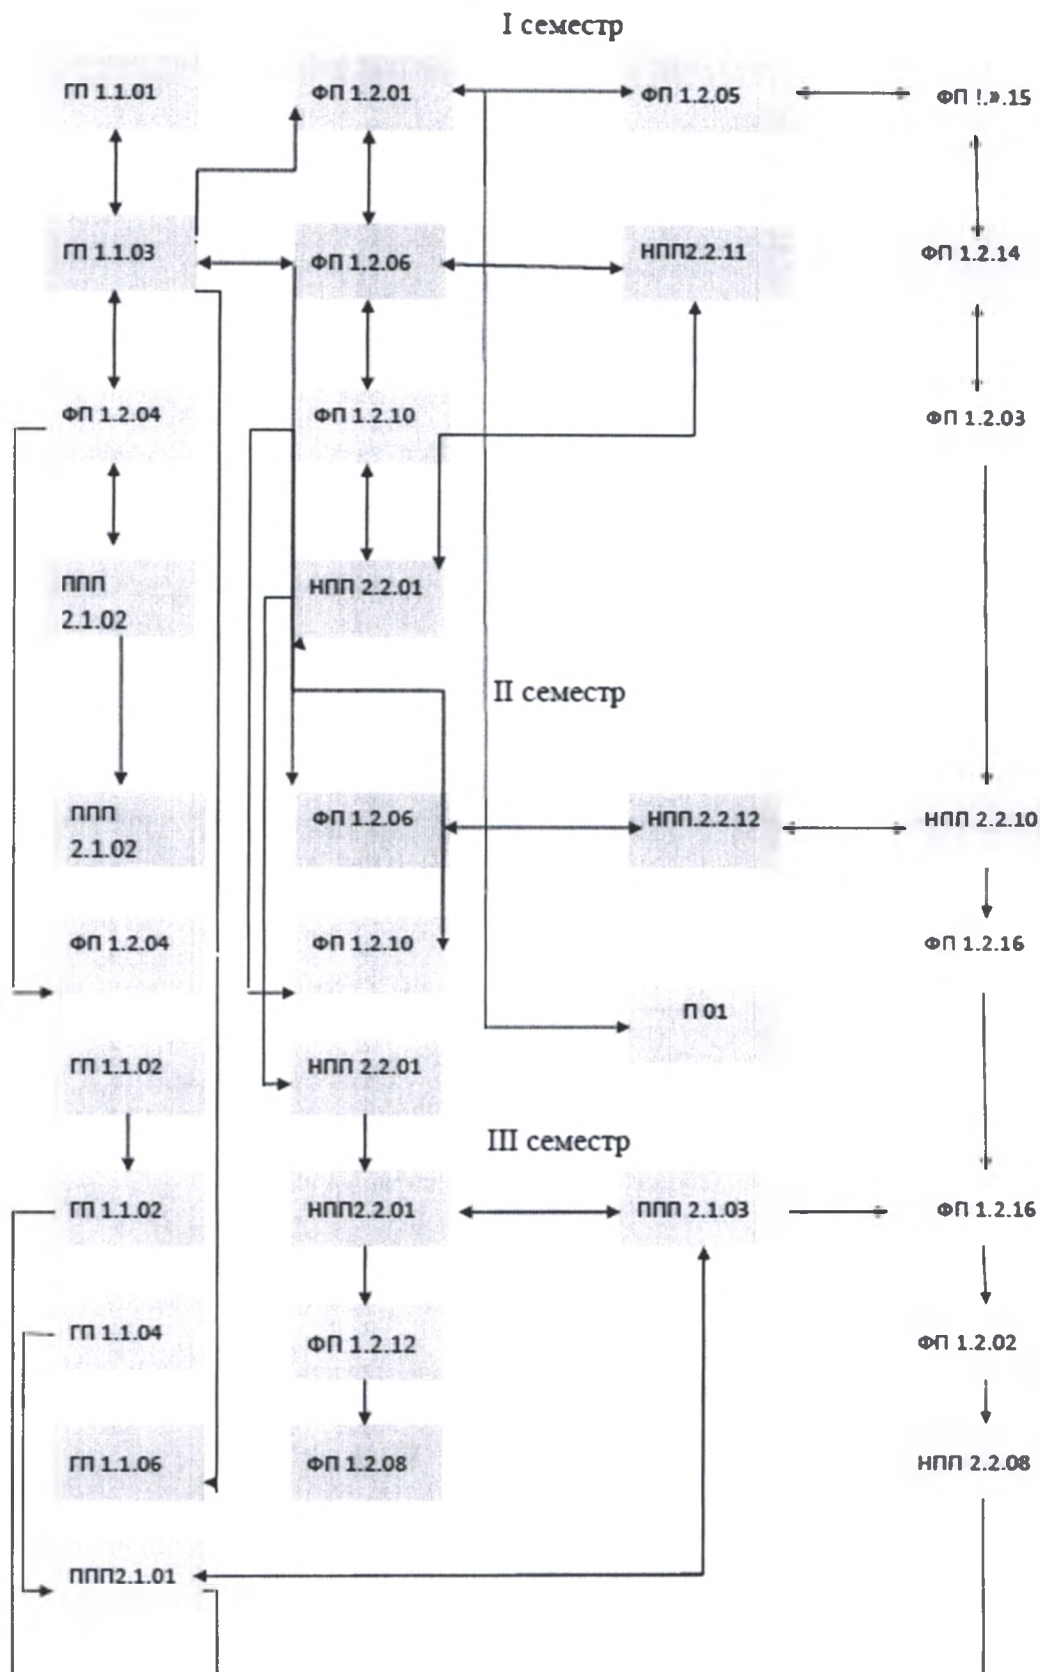 I семестр
ГП 1.1.01
ФП 1.2.01
ФП 1.2.05
ФП !.».15
ГП 1.1.03
ФП 1.2.06
НПП2.2.11
ФП 1.2.14
ФП 1.2.04
ФП 1.2.10
ФП 1.2.03
ППП
2.1.02
НПП 2.2.01
II семестр
ППП
2.1.02
ФП 1.2.06
НПП.2.2.12
НПП 2.2.10
ФП 1.2.04
ФП 1.2.10
ФП 1.2.16
П 01
ГП 1.1.02
НПП 2.2.01
III семестр
ГП 1.1.02
НПП2.2.01
ППП 2.1.03
ФП 1.2.16
ГП 1.1.04
ФП 1.2.12
ФП 1.2.02
ГП 1.1.06
ФП 1.2.08
НПП 2.2.08
ППП2.1.01